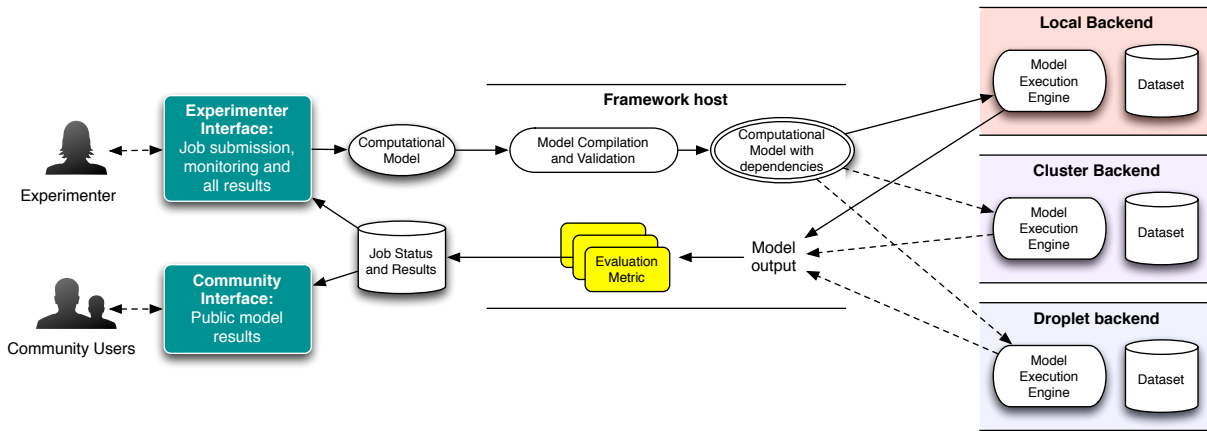 Experimenter
Experimenter
Interface:
Job submission,
monitoring and
all results
Computational
Model
Framework host
Model Compilation
and Validation
Computational
Model with
dependencies
Local Backend
Model
Execution
Engine
Dataset
Cluster Backend
Model
Execution
Engine
Dataset
Droplet backend
Model
Execution
Engine
Dataset
Model
output
Evaluation
Metric
Job Status
and Results
Community
Interface:
Public model
results
Community Users